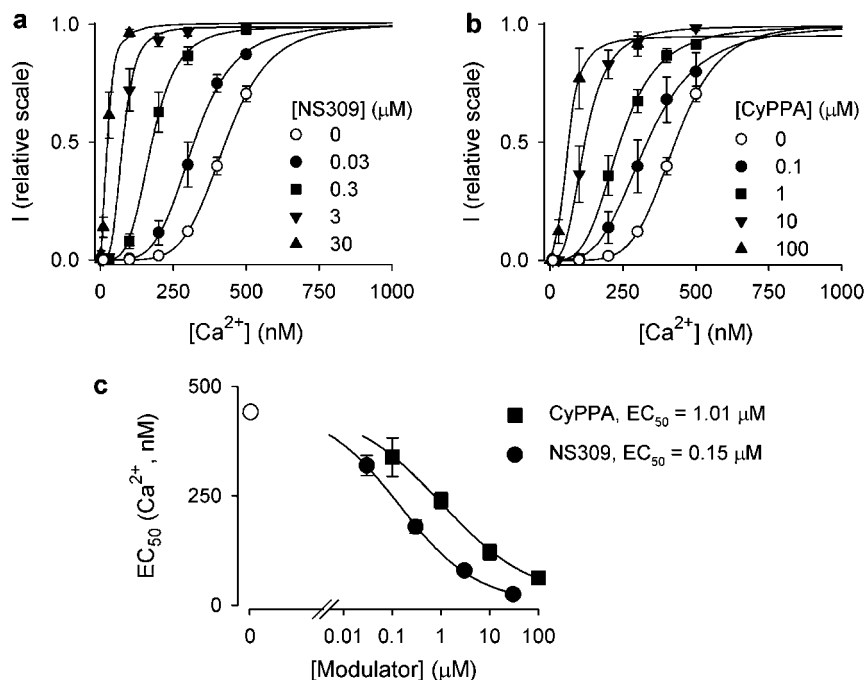 a
I (relative scale)
1.0
0.5
0.0
[NS309] (μM)
0
0.03
0.3
3
30
0 250 500 750 1000
[Ca²⁺] (nM)
b
I (relative scale)
1.0
0.5
0.0
[CyPPA] (μM)
0
0.1
1
10
100
0 250 500 750 1000
[Ca²⁺] (nM)
c
EC₅₀ (Ca²⁺, nM)
500
250
0
CyPPA, EC₅₀ = 1.01 μM
NS309, EC₅₀ = 0.15 μM
0 0.01 0.1 1 10 100
[Modulator] (μM)